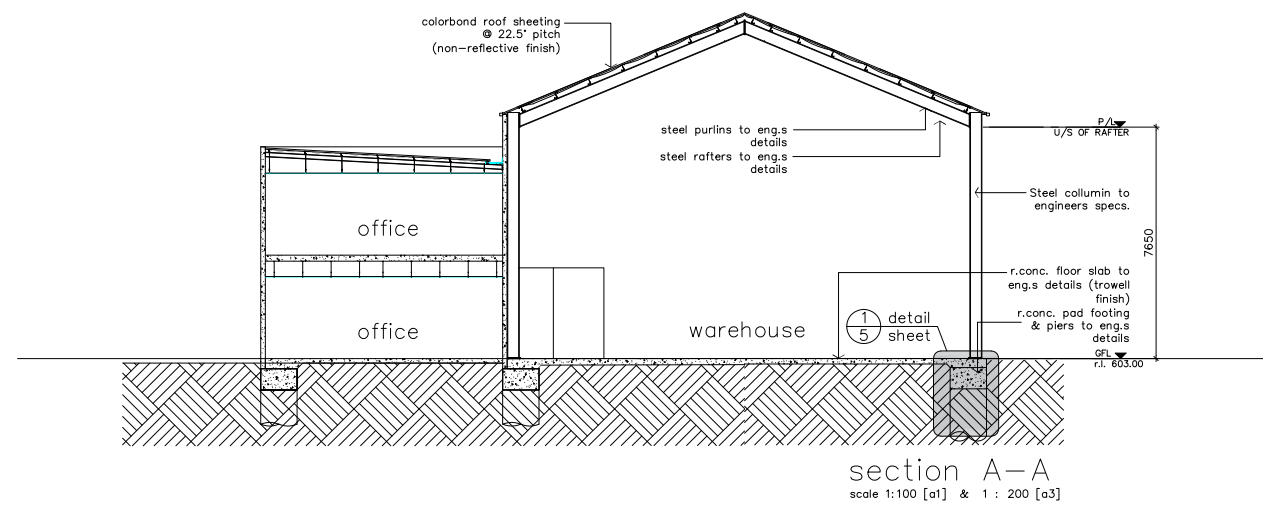 colorbond roof sheeting
@ 22.5° pitch
(non-reflective finish)
P/L
U/S OF RAFTER
steel purlins to eng.s
details
steel rafters to eng.s
details
Steel collumin to
engineers specs.
office
7650
r.conc. floor slab to
eng.s details (trowell
finish)
r.conc. pad footing
& piers to eng.s
details
office
warehouse
1
5
detail
sheet
GFL
r.l. 603.00
section A-A
scale 1:100 [a1] & 1 : 200 [a3]